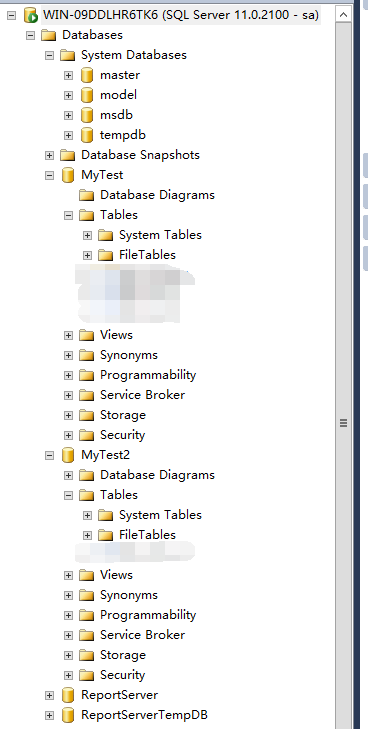 WIN-09DDLHR6TK6 (SQL Server 11.0.2100 - sa)
Databases
System Databases
master
model
msdb
tempdb
Database Snapshots
MyTest
Database Diagrams
Tables
System Tables
FileTables
Views
Synonyms
Programmability
Service Broker
Storage
Security
MyTest2
Database Diagrams
Tables
System Tables
FileTables
Views
Synonyms
Programmability
Service Broker
Storage
Security
ReportServer
ReportServerTempDB